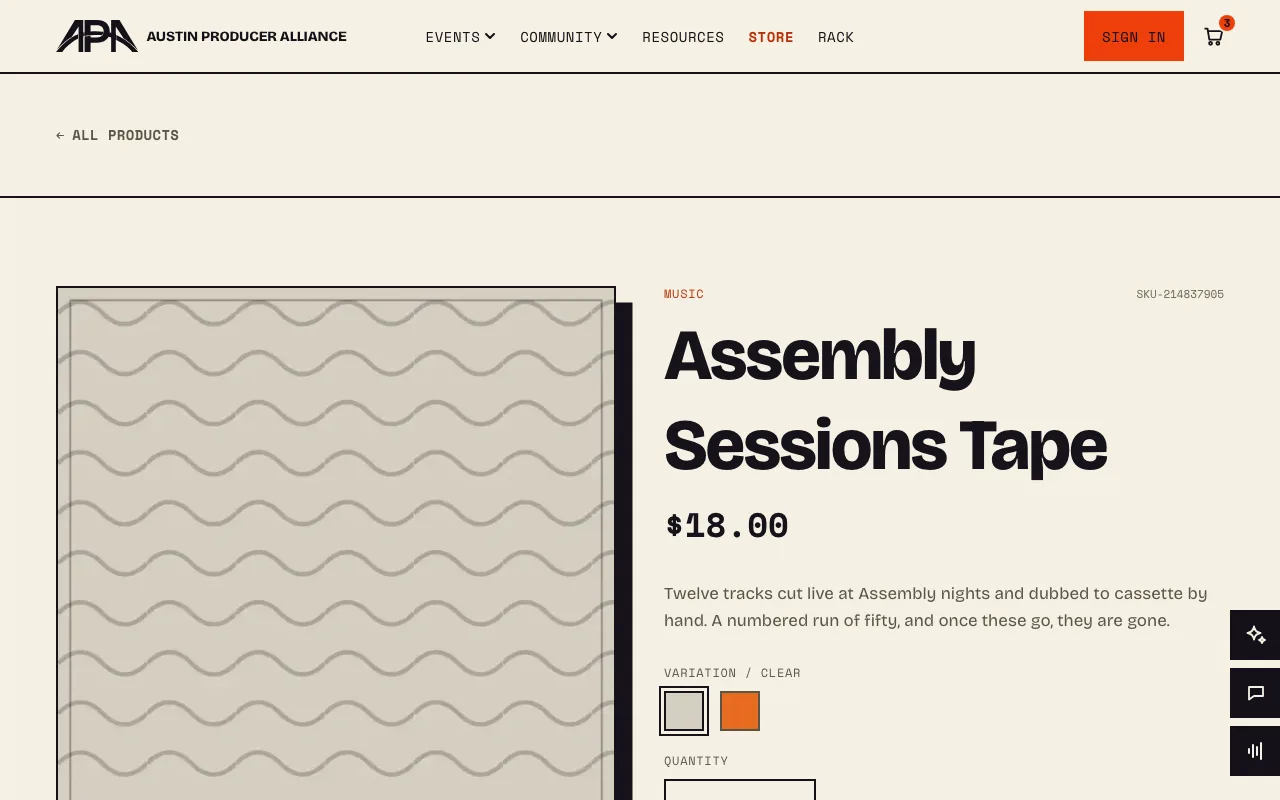 APA AUSTIN PRODUCER ALLIANCE
EVENTS COMMUNITY RESOURCES STORE RACK
SIGN IN
3
← ALL PRODUCTS
MUSIC
SKU-214837905
Assembly
Sessions Tape
$18.00
Twelve tracks cut live at Assembly nights and dubbed to cassette by
hand. A numbered run of fifty, and once these go, they are gone.
VARIATION / CLEAR
QUANTITY